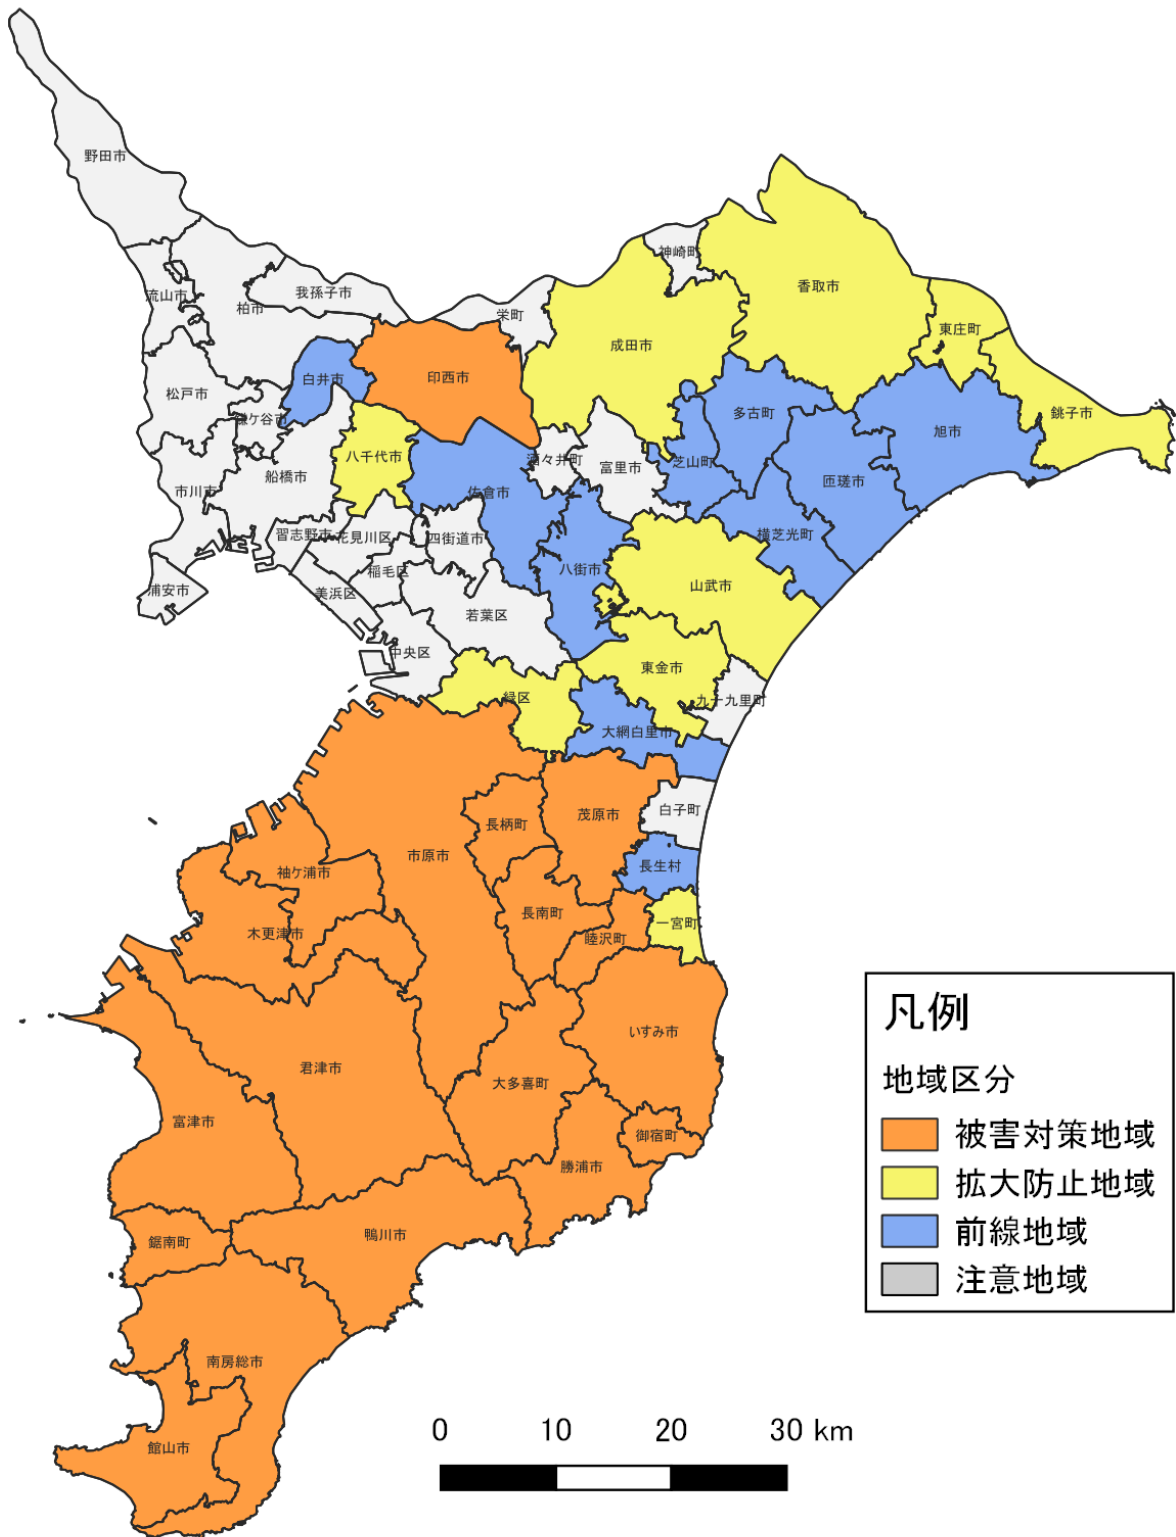 野田市
流山市
柏市
我孫子市
栄町
神崎町
香取市
東庄町
銚子市
成田市
松戸市
白井市
印西市
鎌ケ谷市
船橋市
八千代市
酒々井町
富里市
芝山町
多古町
旭市
匝瑳市
市川市
佐倉市
習志野市
花見川区
四街道市
横芝光町
浦安市
美浜区
稲毛区
八街市
山武市
若葉区
中央区
東金市
九十九里町
緑区
大網白里市
白子町
茂原市
長柄町
市原市
長生村
袖ケ浦市
長南町
一宮町
木更津市
睦沢町
いすみ市
君津市
大多喜町
富津市
御宿町
勝浦市
鋸南町
鴨川市
南房総市
館山市
凡例
地域区分
被害対策地域
拡大防止地域
前線地域
注意地域
0 10 20 30 km